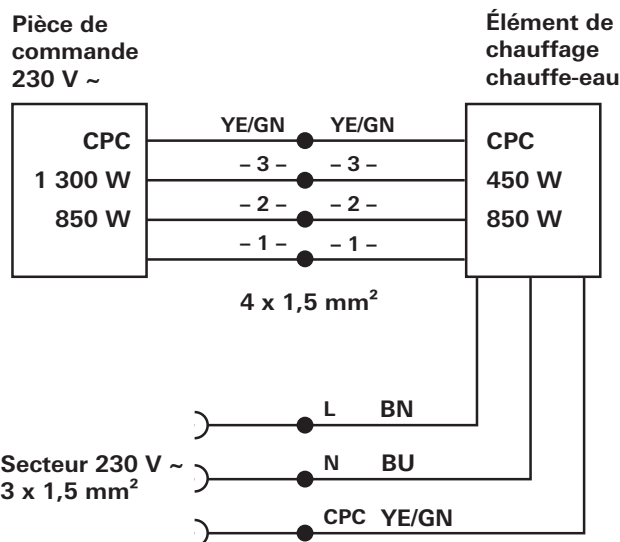 Pièce de
commande
230 V ~
Élément de
chauffage
chauffe-eau
CPC
1 300 W
850 W
YE/GN YE/GN
– 3 – – 3 –
– 2 – – 2 –
– 1 – – 1 –
CPC
450 W
850 W
4 x 1,5 mm²
L BN
Secteur 230 V ~
3 x 1,5 mm²
N BU
CPC YE/GN